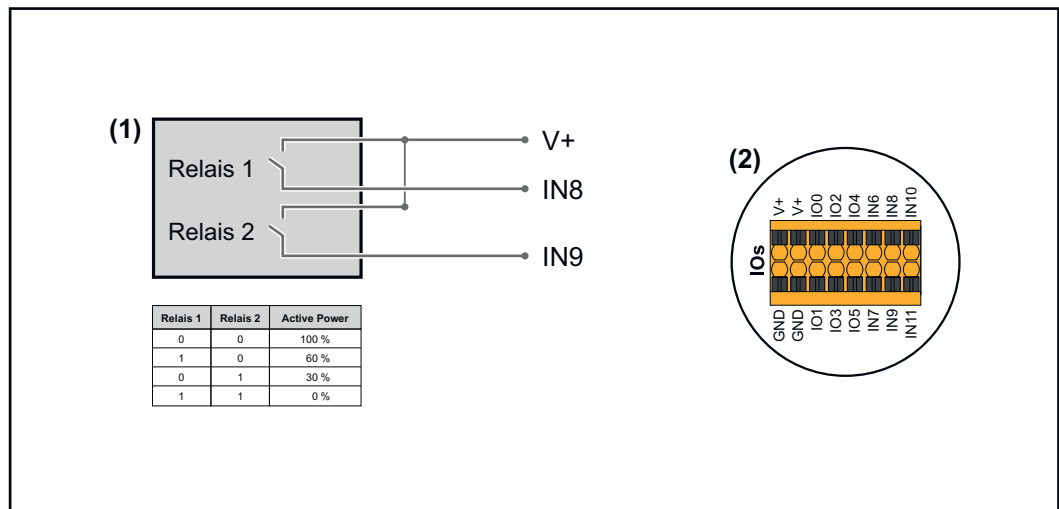 (1)
Relais 1
Relais 2
V+
IN8
IN9
Relais 1 Relais 2 Active Power
0 0 100 %
1 0 60 %
0 1 30 %
1 1 0 %
(2)
V+ V+ IO0 IO2 IO4 IN6 IN8 IN10
IOs
GND GND IO1 IO3 IO5 IN7 IN9 IN11